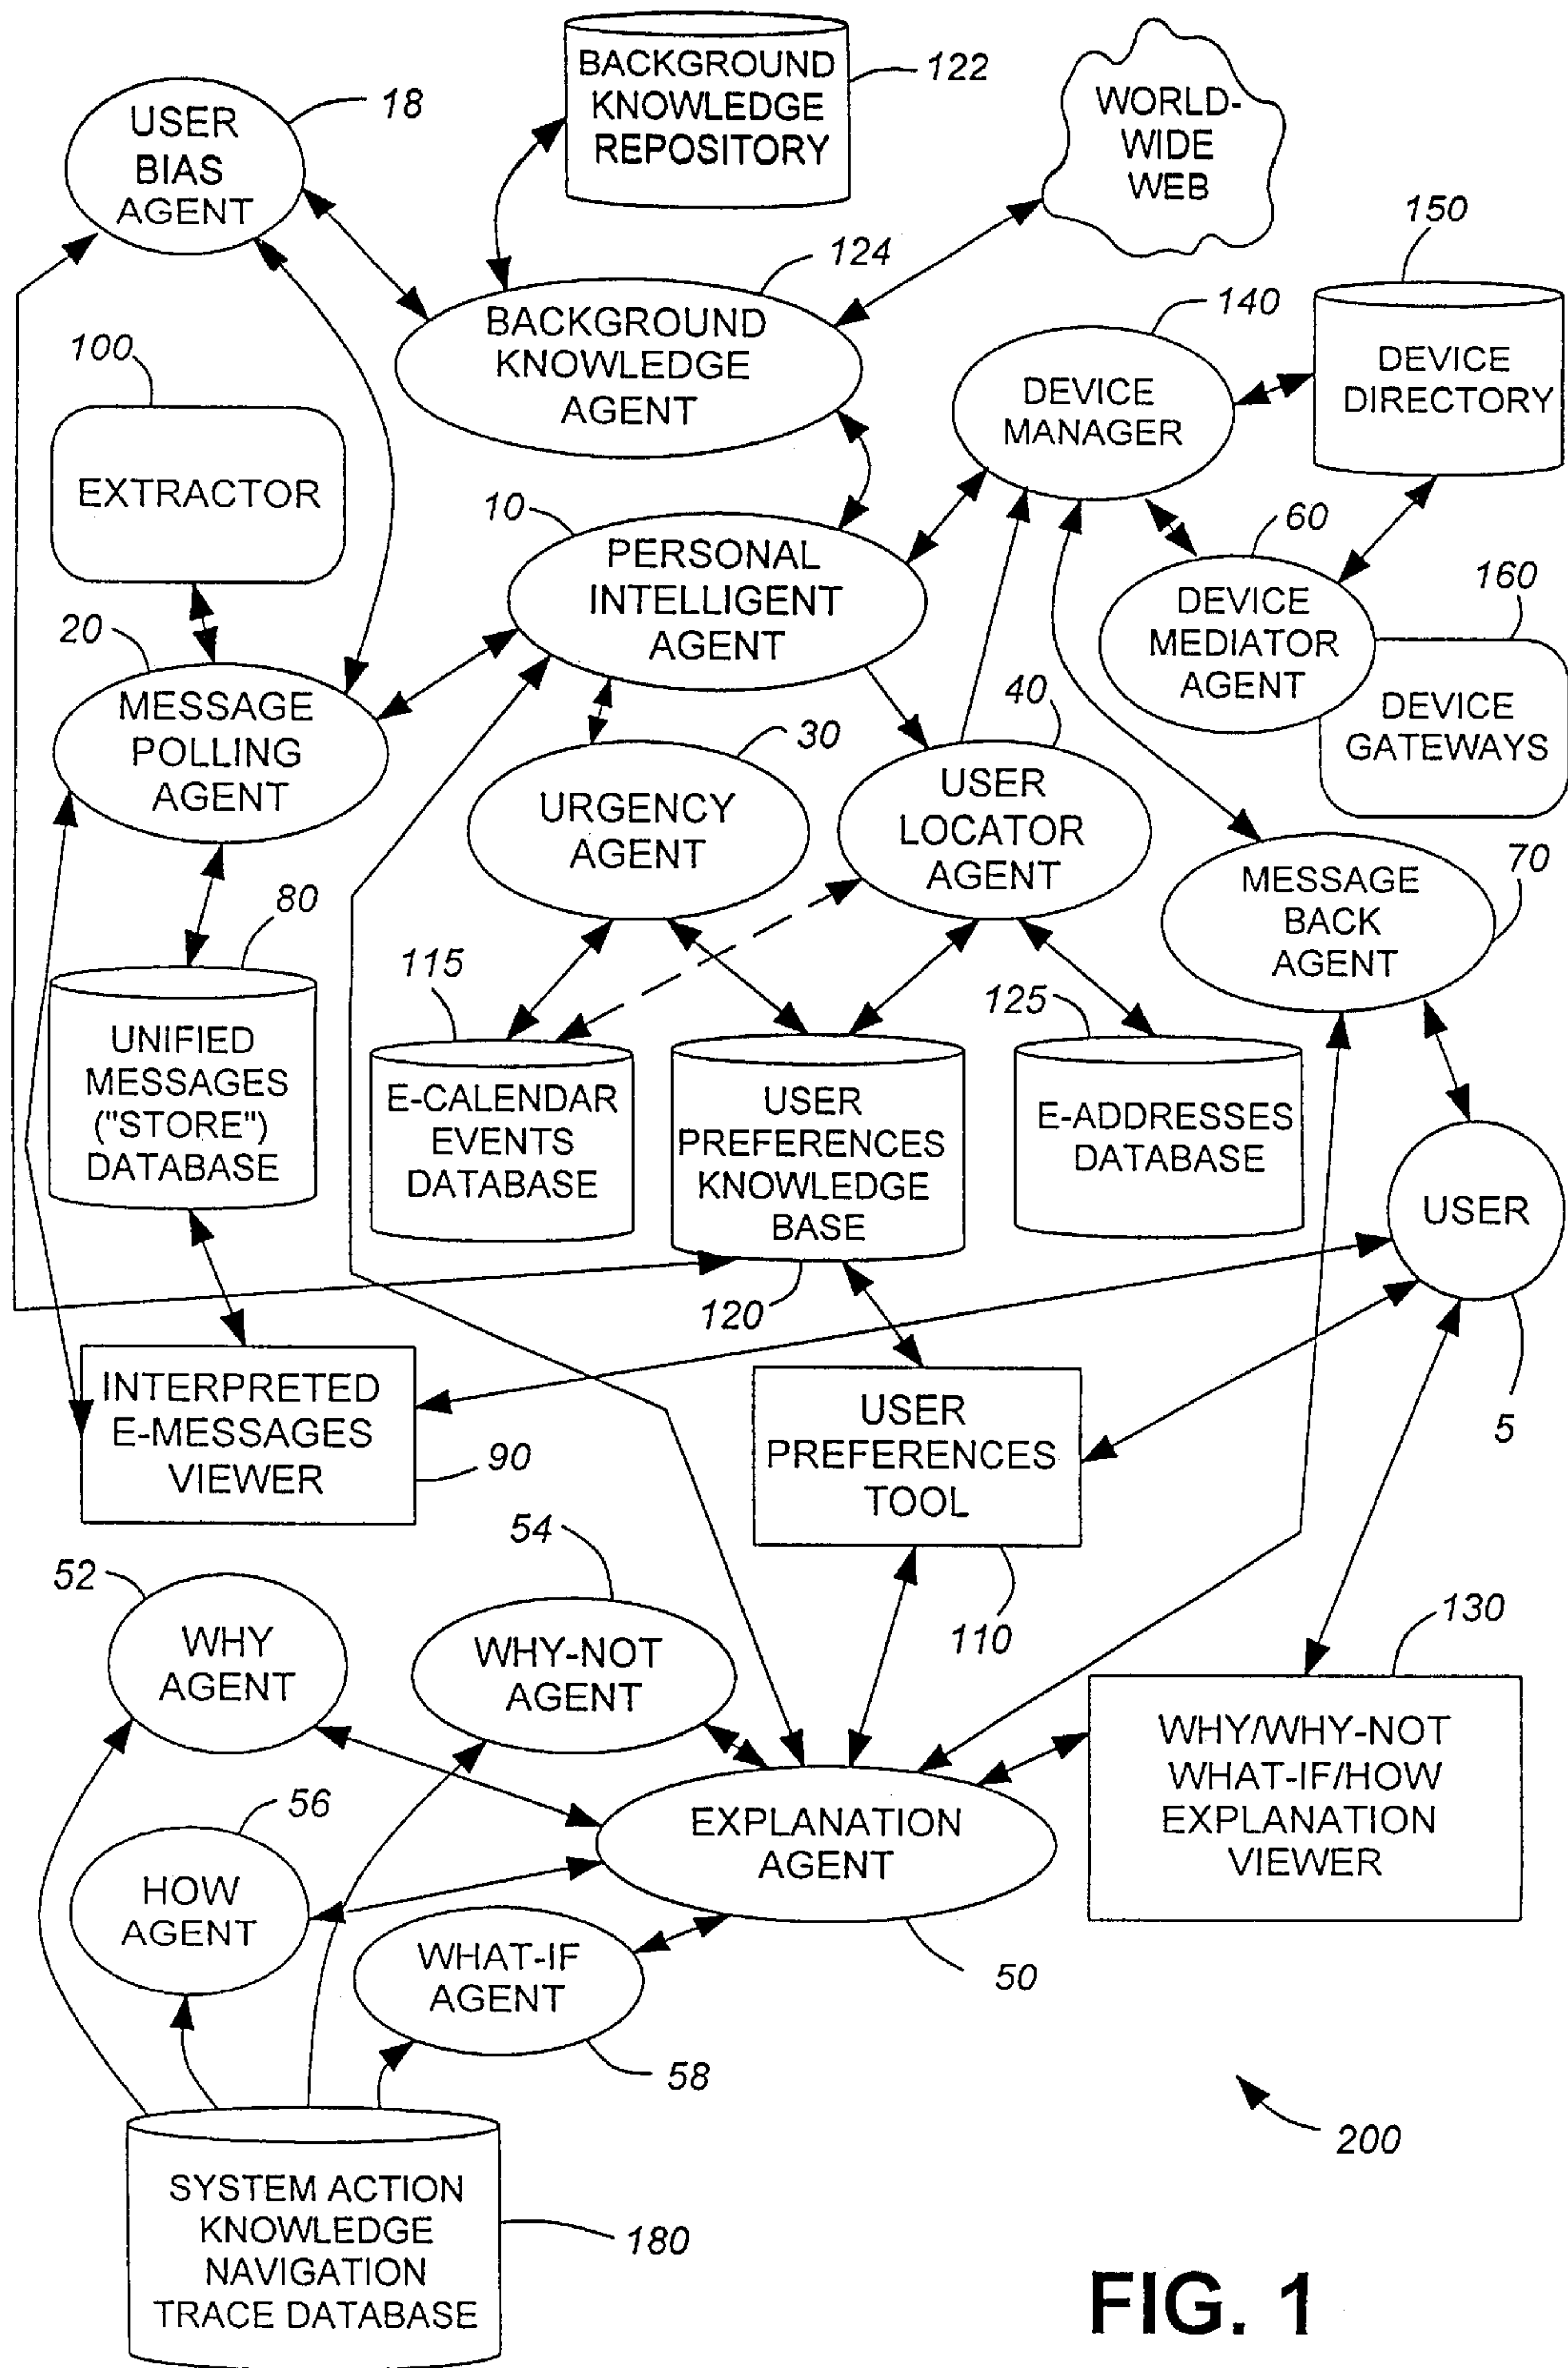 BACKGROUND
KNOWLEDGE
REPOSITORY
122
WORLD-
WIDE
WEB
USER
BIAS
AGENT
18
150
124
BACKGROUND
KNOWLEDGE
AGENT
140
DEVICE
DIRECTORY
100
DEVICE
MANAGER
EXTRACTOR
10
PERSONAL
INTELLIGENT
AGENT
60
DEVICE
MEDIATOR
AGENT
160
DEVICE
GATEWAYS
20
MESSAGE
POLLING
AGENT
40
30
URGENCY
AGENT
USER
LOCATOR
AGENT
70
MESSAGE
BACK
AGENT
80
115
125
UNIFIED
MESSAGES
("STORE")
DATABASE
E-CALENDAR
EVENTS
DATABASE
USER
PREFERENCES
KNOWLEDGE
BASE
E-ADDRESSES
DATABASE
USER
120
5
INTERPRETED
E-MESSAGES
VIEWER
90
USER
PREFERENCES
TOOL
54
52
110
130
WHY
AGENT
WHY-NOT
AGENT
WHY/WHY-NOT
WHAT-IF/HOW
EXPLANATION
VIEWER
56
EXPLANATION
AGENT
HOW
AGENT
WHAT-IF
AGENT
50
58
200
SYSTEM ACTION
KNOWLEDGE
NAVIGATION
TRACE DATABASE
180
FIG. 1